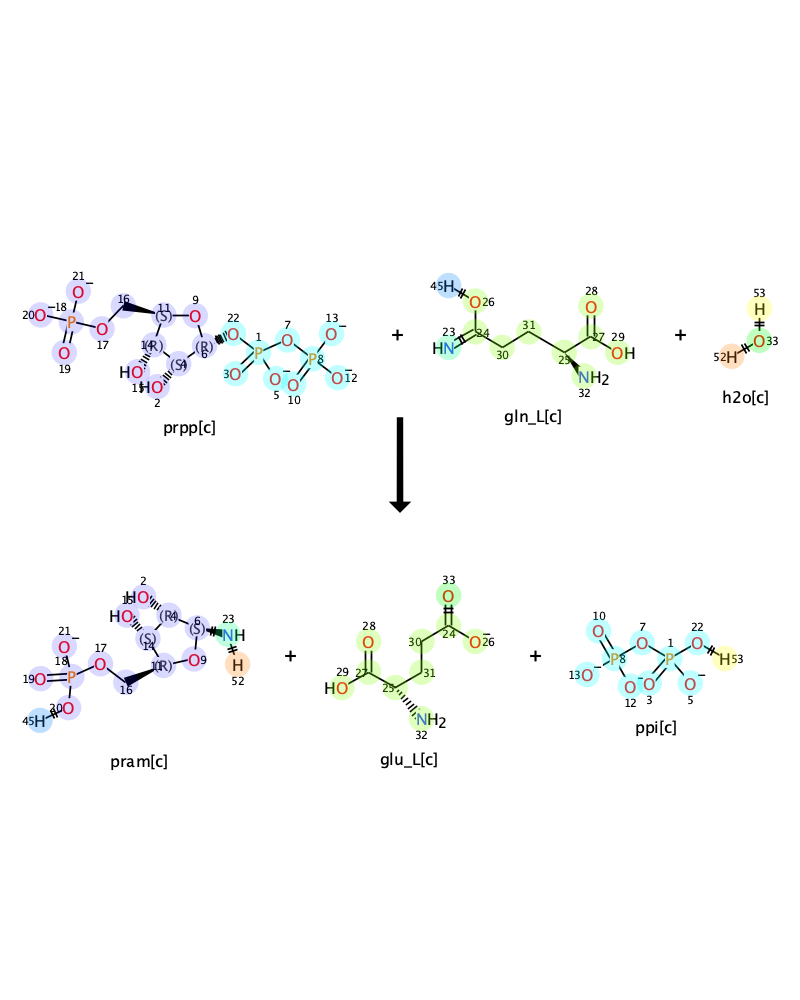 21
20 O⁻ 18 P O⁻ 16 11 (S) 9 O 22 O 1 P 7 O 13 O⁻
O 17 O 19 14 (R) HO 15 (S) 4 HO 2 (R) 6 3 O O⁻ 5 P 8 O 10 O⁻ 12
prpp[c]
+
45 H O 26 28 O
23 HN 24 30 31 25 27 29 OH NH2 32
gln_L[c]
+
53 H
52 H O 33
h2o[c]
2 HO 15 HO (R) 4 6 (S) 23 NH
21 O⁻ 18 P 17 O 14 (S) 11 (R) O 9 H 52
19 O 20 O 16 45 H
pram[c]
+
33 O
28 O 30 24 O⁻ 26
29 HO 27 25 31 NH2 32
glu_L[c]
+
10 O 7 O 1 P 22 O H 53
13 O⁻ P 8 O⁻ 12 O 3 O⁻ 5
ppi[c]